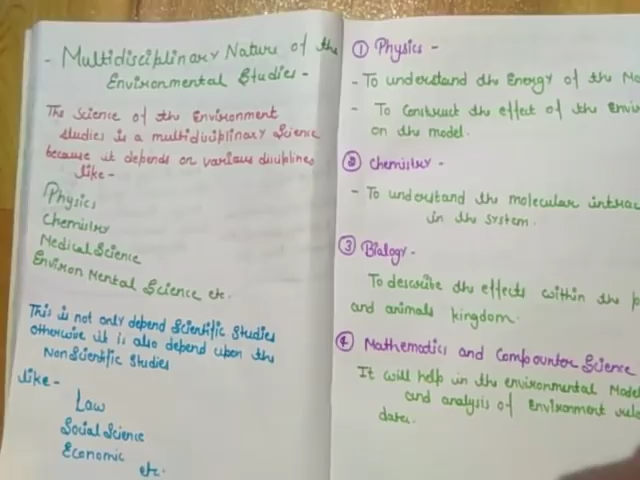 - Multidisciplinary Nature of the
Environmental Studies -
The Science of the Environment
studies is a multidisciplinary Science
because it depends on various disciplines
like -
Physics
Chemistry
Medical Science
Environ Mental Science etc.
This is not only depend Scientific Studies
otherwise it is also depend upon the
Non Scientific Studies
like -
Law
Social Science
Economic
etc.
① Physics -
- To understand the Energy of the
- To Construct the effect of the
on the model.
② Chemistry -
- To understand the molecular
in the system.
③ Biology -
To describe the effects within the
and animals kingdom.
④ Mathematics and Compounter Science
It will help in the environmental
and analysis of Environment
data.